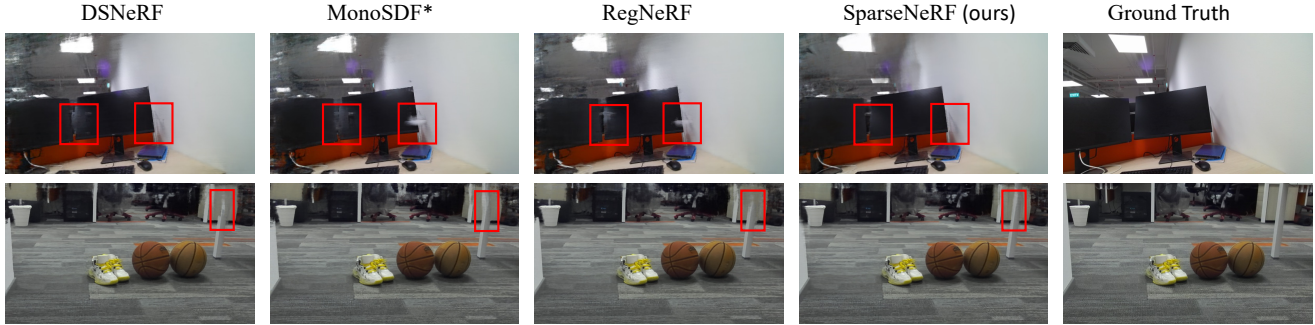 DSNeRF
MonoSDF*
RegNeRF
SparseNeRF (ours)
Ground Truth